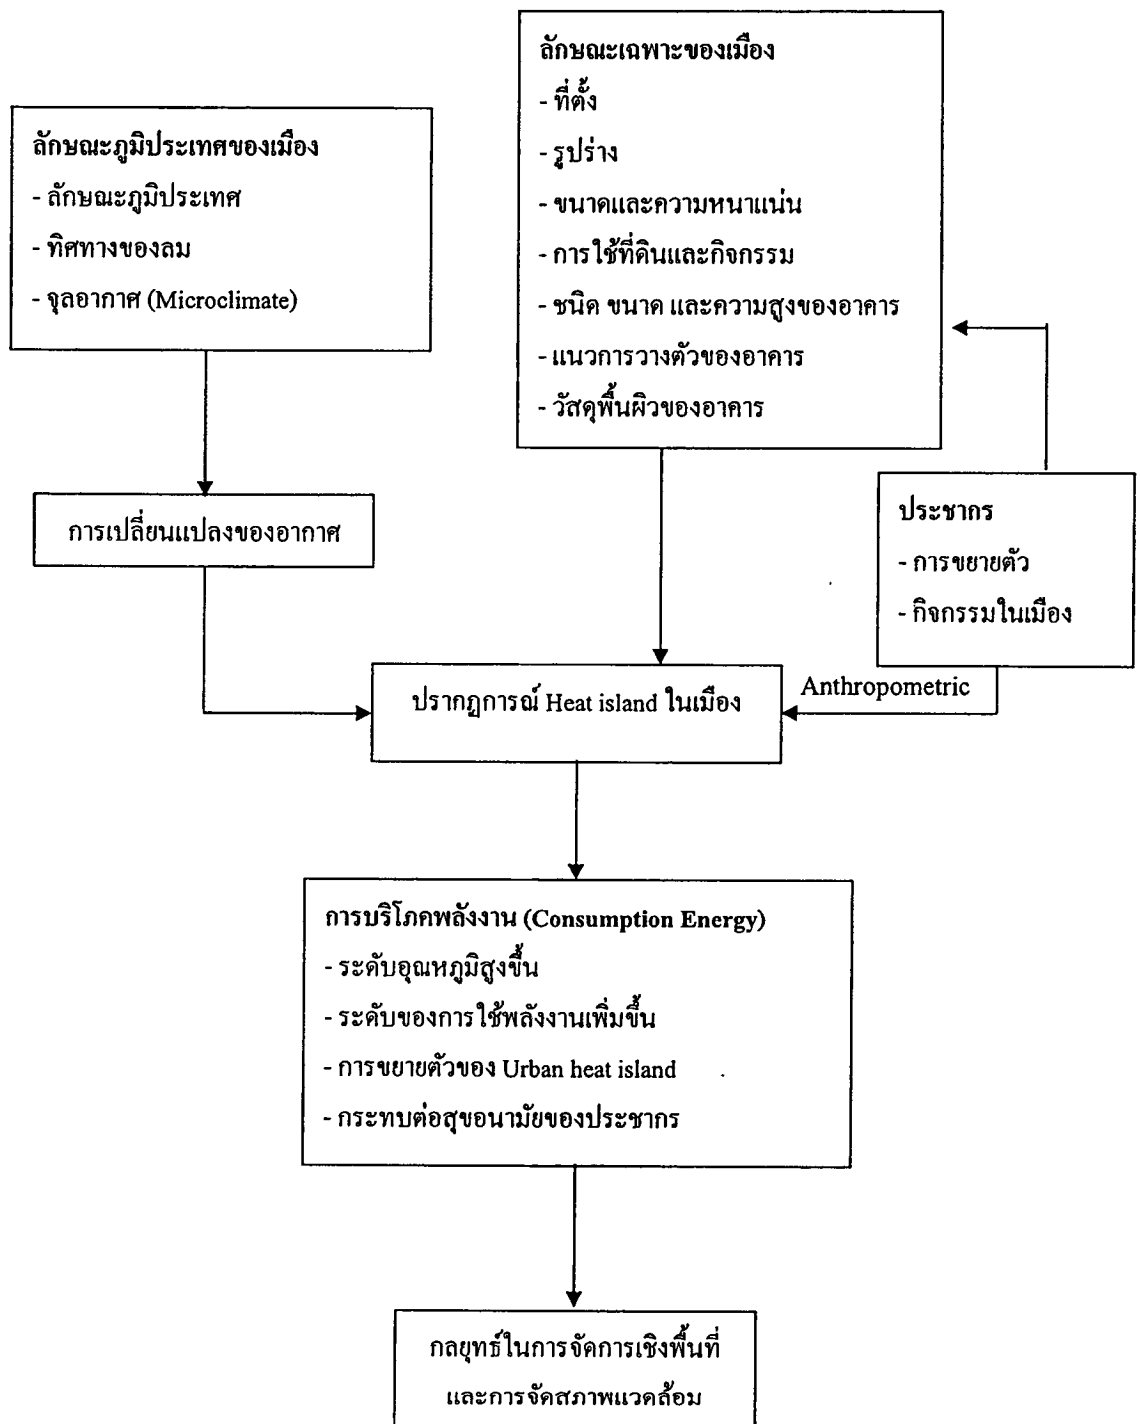 ลักษณะเฉพาะของเมือง
- ที่ตั้ง
- รูปร่าง
- ขนาดและความหนาแน่น
- การใช้ที่ดินและกิจกรรม
- ชนิด ขนาด และความสูงของอาคาร
- แนวการวางตัวของอาคาร
- วัสดุพื้นผิวของอาคาร
ลักษณะภูมิประเทศของเมือง
- ลักษณะภูมิประเทศ
- ทิศทางของลม
- จุลอากาศ (Microclimate)
การเปลี่ยนแปลงของอากาศ
ประชากร
- การขยายตัว
- กิจกรรมในเมือง
Anthropometric
ปรากฎการณ์ Heat island ในเมือง
การบริโภคพลังงาน (Consumption Energy)
- ระดับอุณหภูมิสูงขึ้น
- ระดับของการใช้พลังงานเพิ่มขึ้น
- การขยายตัวของ Urban heat island
- กระทบต่อสุขอนามัยของประชากร
กลยุทธ์ในการจัดการเชิงพื้นที่
และการจัดสภาพแวดล้อม